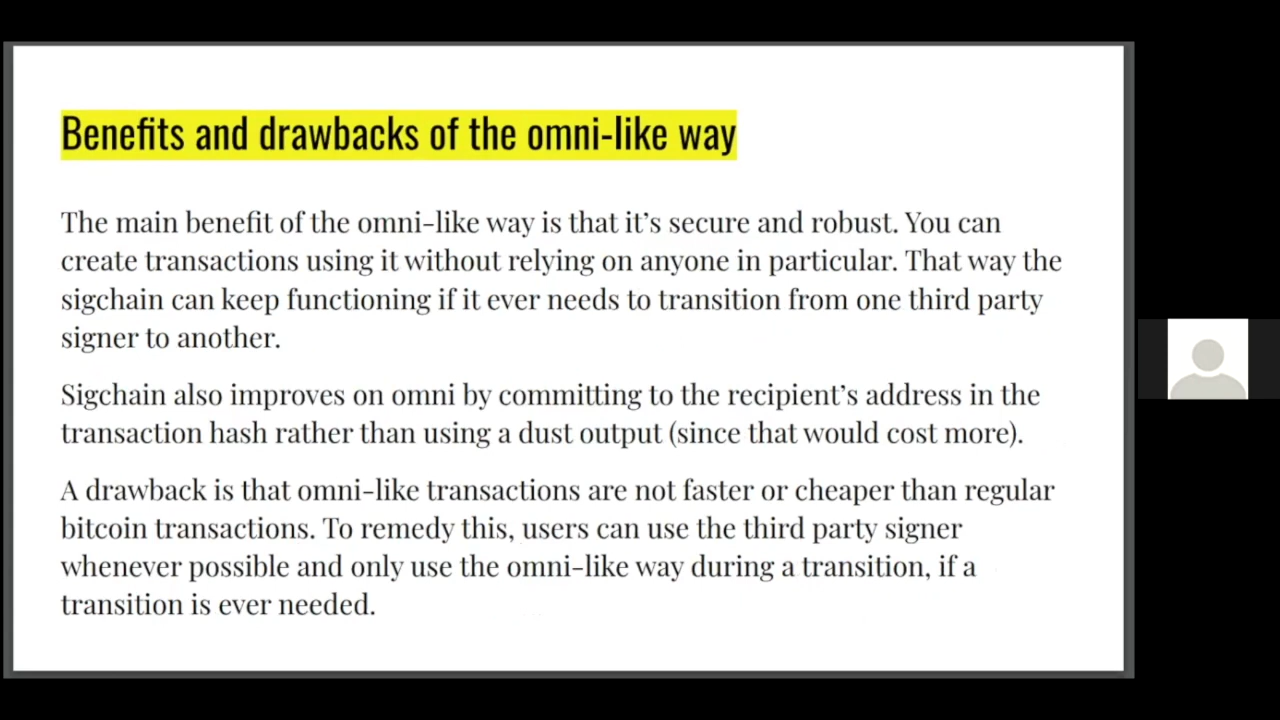 Benefits and drawbacks of the omni-like way
The main benefit of the omni-like way is that it’s secure and robust. You can
create transactions using it without relying on anyone in particular. That way the
sigchain can keep functioning if it ever needs to transition from one third party
signer to another.
Sigchain also improves on omni by committing to the recipient’s address in the
transaction hash rather than using a dust output (since that would cost more).
A drawback is that omni-like transactions are not faster or cheaper than regular
bitcoin transactions. To remedy this, users can use the third party signer
whenever possible and only use the omni-like way during a transition, if a
transition is ever needed.